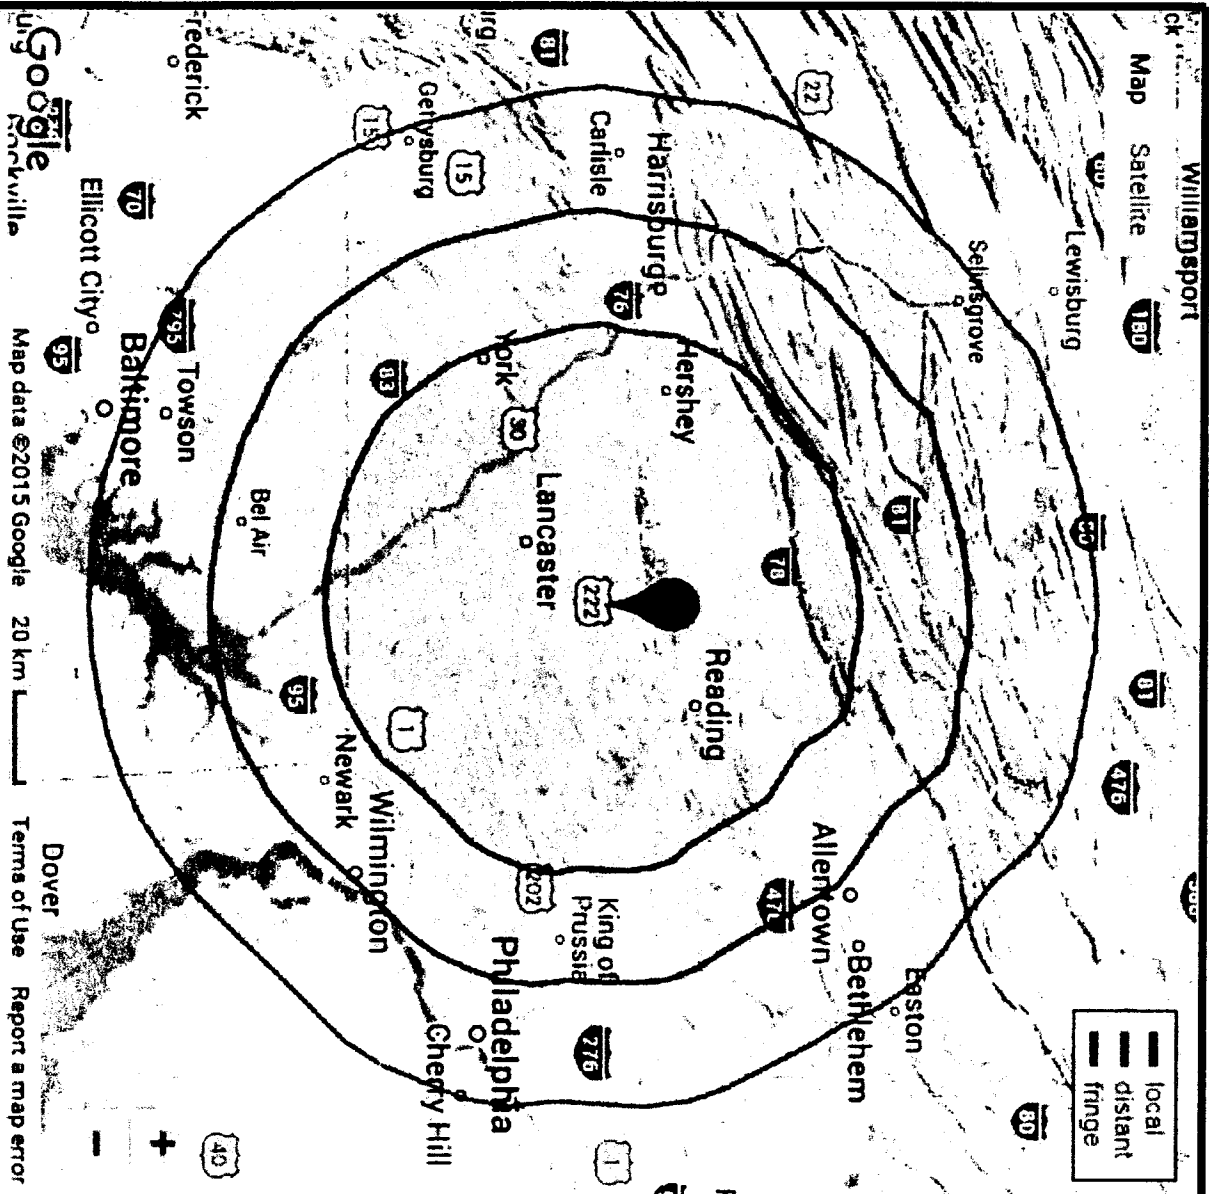 Williamsport
Map
Satellite
Lewisburg
180
80
22
Selinsgrove
81
80
81
476
81
Carlisle
Harrisburg
76
Hershey
78
Gettysburg
15
15
York
30
Lancaster
222
Reading
Allentown
Bethlehem
Easton
83
1
202
King of
Prussia
476
Frederick
70
Ellicott City
795
Towson
Baltimore
95
Bel Air
95
Newark
Wilmington
Philadelphia
Cherry Hill
276
80
1
40
Dover
local
distant
fringe
+
−
Google
Map data ©2015 Google
20 km
Terms of Use
Report a map error